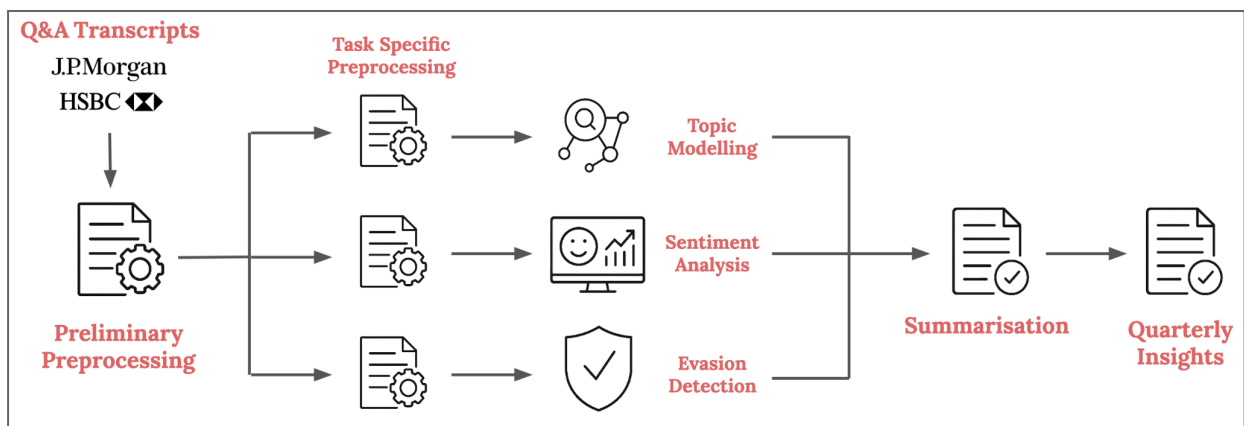 Q&A Transcripts
J.P.Morgan
HSBC
Preliminary
Preprocessing
Task Specific
Preprocessing
Topic
Modelling
Sentiment
Analysis
Evasion
Detection
Summarisation
Quarterly
Insights